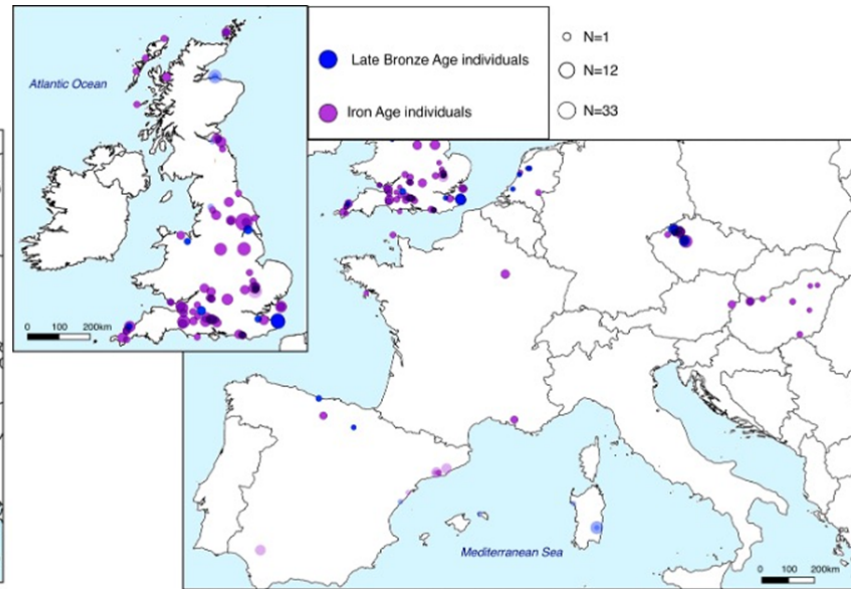 Atlantic Ocean
Late Bronze Age individuals
Iron Age individuals
N=1
N=12
N=33
0 100 200km
Mediterranean Sea
0 100 200km